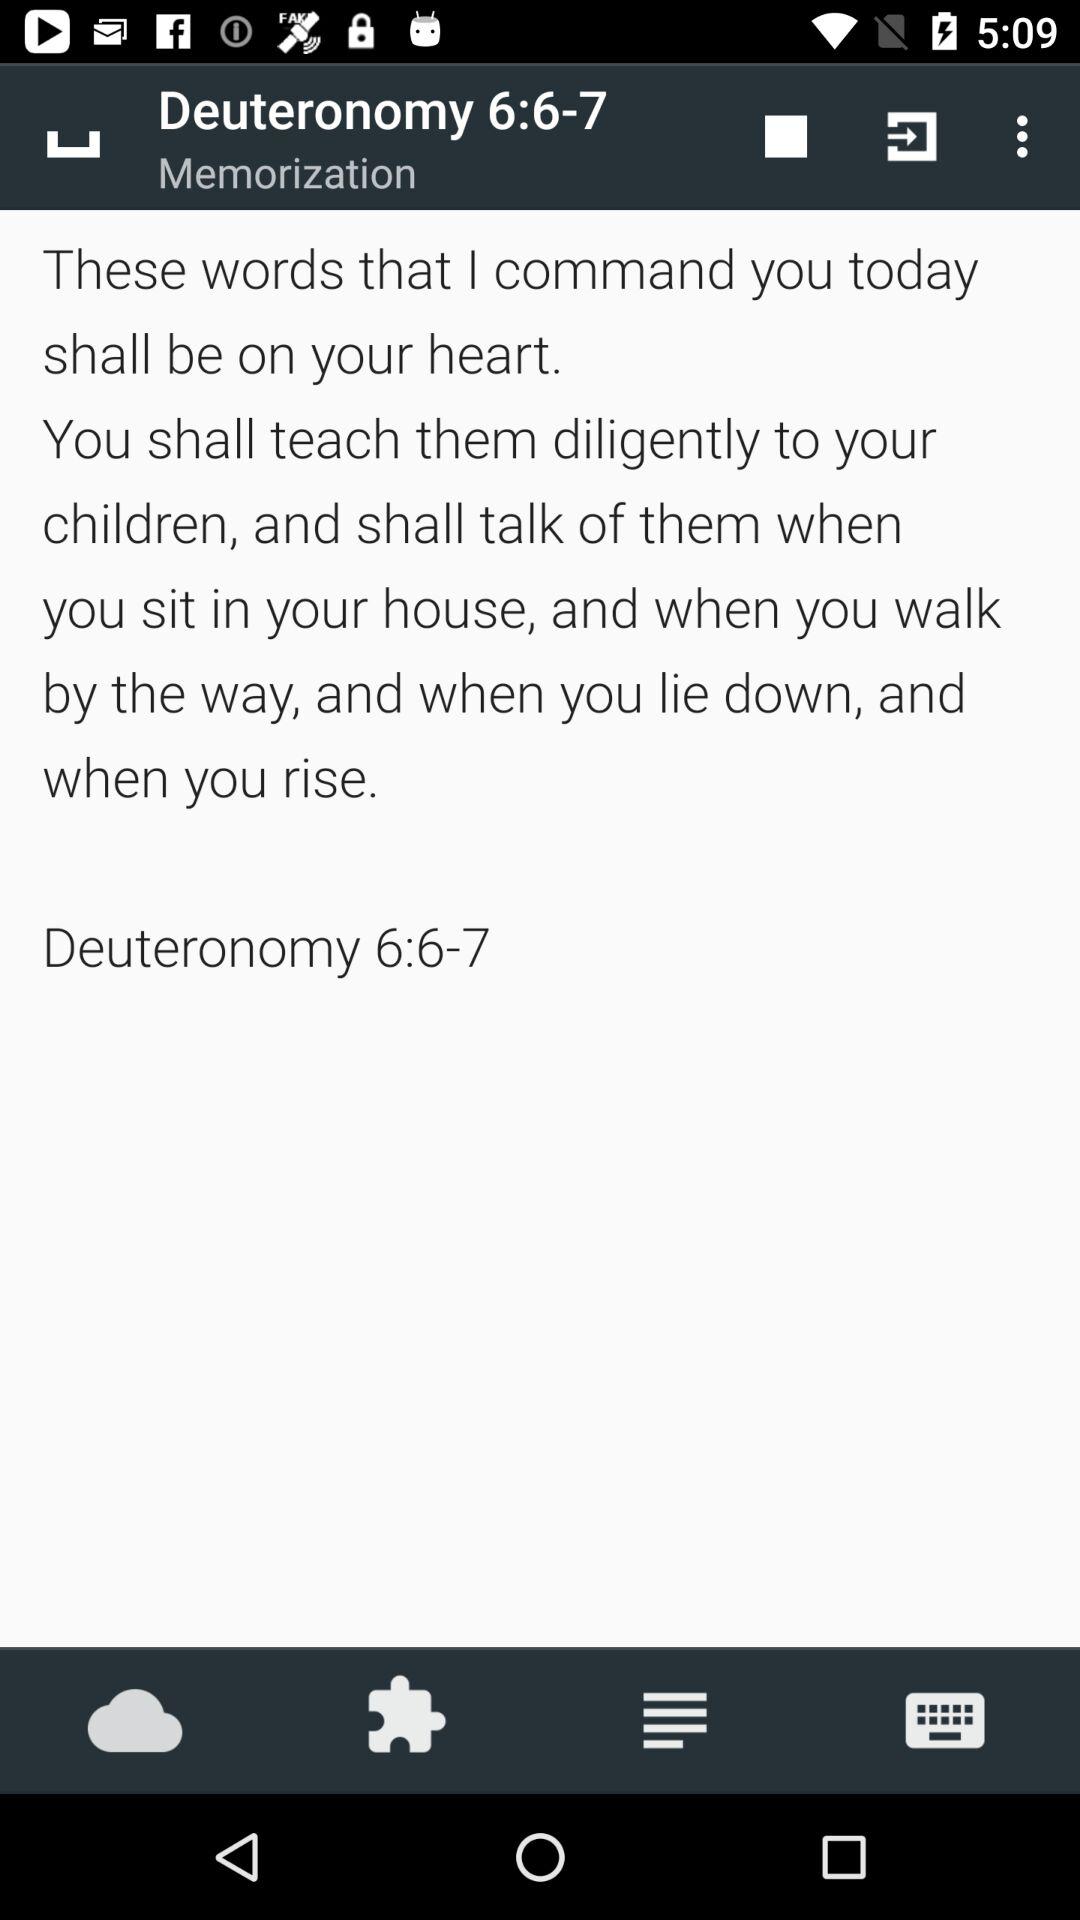 FAKE
5:09
Deuteronomy 6:6-7
Memorization
These words that I command you today
shall be on your heart.
You shall teach them diligently to your
children, and shall talk of them when
you sit in your house, and when you walk
by the way, and when you lie down, and
when you rise.
Deuteronomy 6:6-7